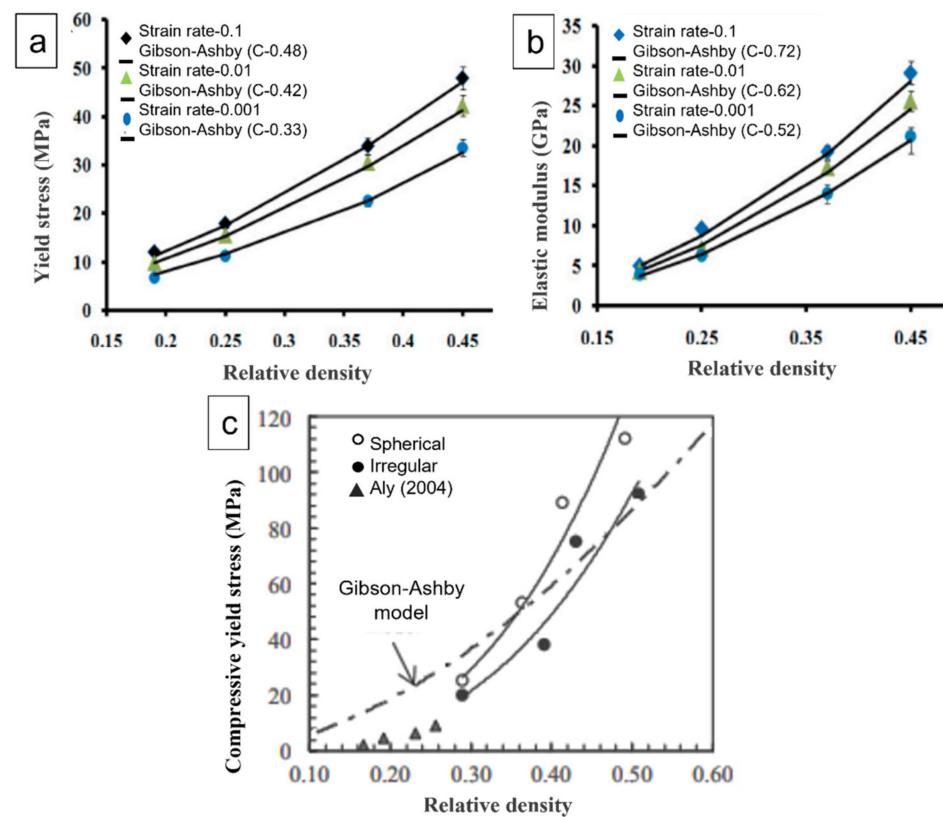 a
Strain rate-0.1
Gibson-Ashby (C-0.48)
Strain rate-0.01
Gibson-Ashby (C-0.42)
Strain rate-0.001
Gibson-Ashby (C-0.33)
Yield stress (MPa)
60
50
40
30
20
10
0
0.15 0.2 0.25 0.3 0.35 0.4 0.45
Relative density
b
Strain rate-0.1
Gibson-Ashby (C-0.72)
Strain rate-0.01
Gibson-Ashby (C-0.62)
Strain rate-0.001
Gibson-Ashby (C-0.52)
Elastic modulus (GPa)
35
30
25
20
15
10
5
0
0.15 0.25 0.35 0.45
Relative density
c
Spherical
Irregular
Aly (2004)
Gibson-Ashby
model
Compressive yield stress (MPa)
120
100
80
60
40
20
0
0.10 0.20 0.30 0.40 0.50 0.60
Relative density